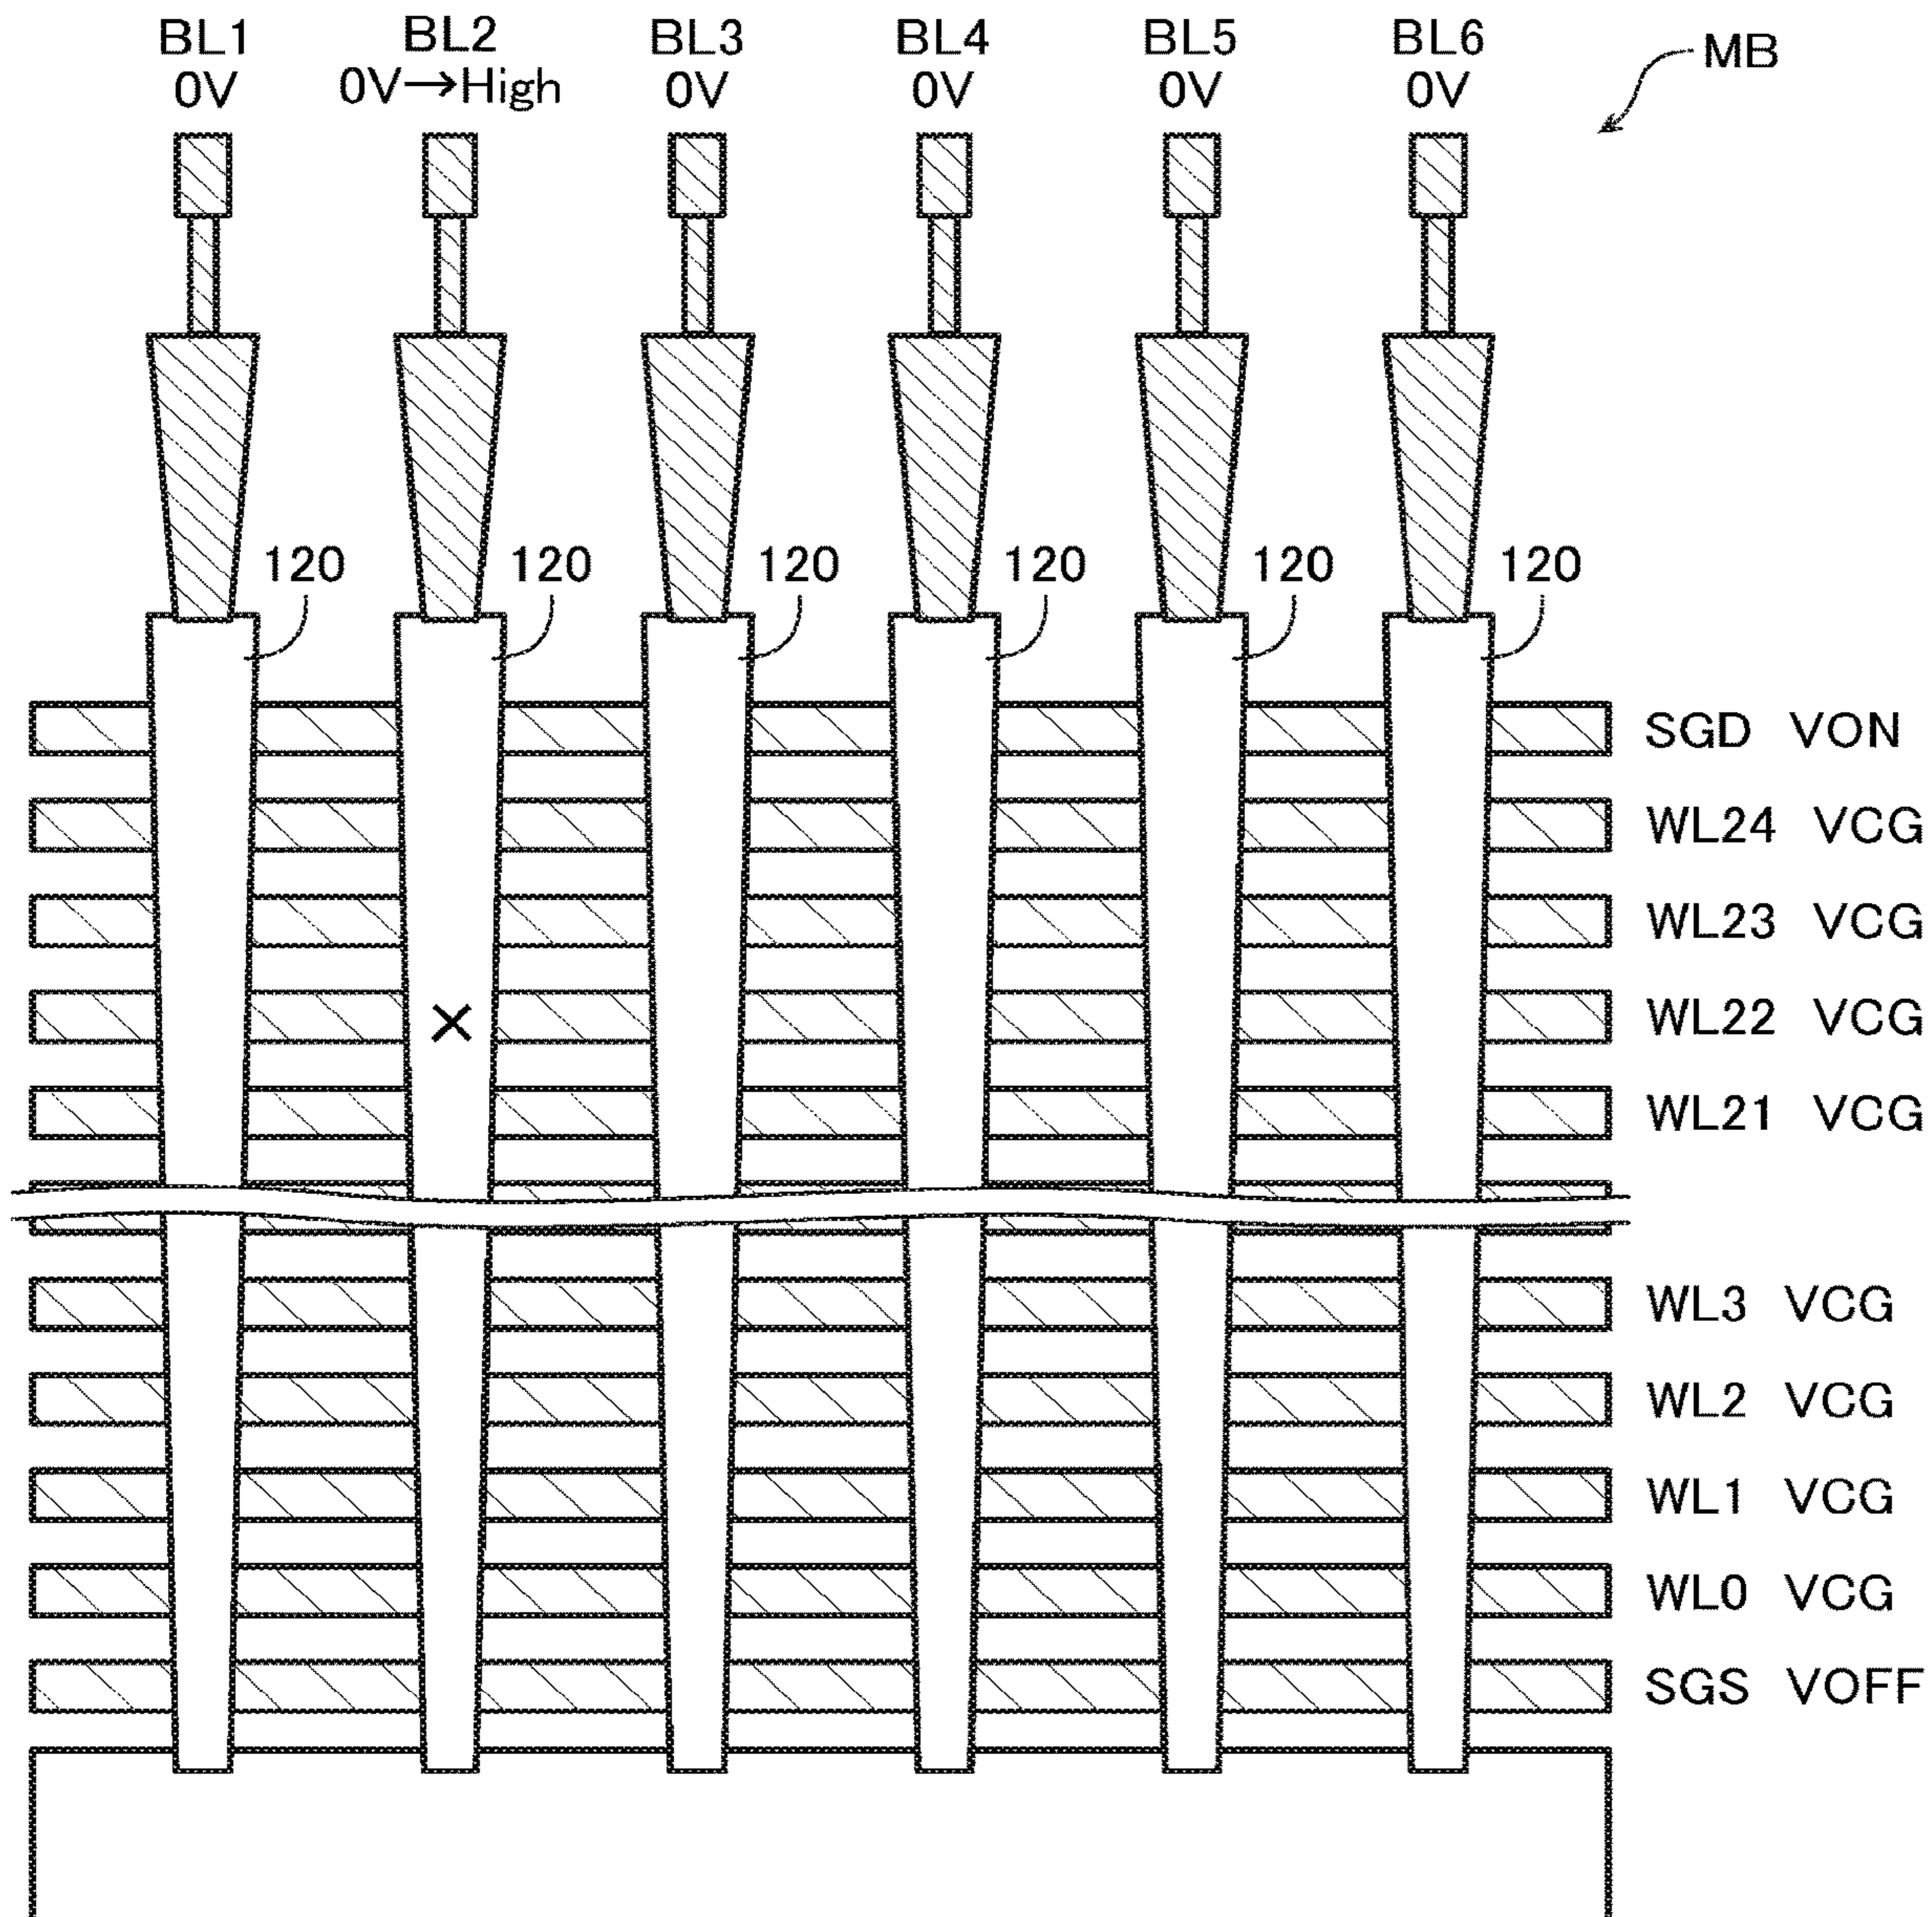 BL1 BL2 BL3 BL4 BL5 BL6 MB
0V 0V→High 0V 0V 0V 0V
120 120 120 120 120 120
SGD VON
WL24 VCG
WL23 VCG
×
WL22 VCG
WL21 VCG
WL3 VCG
WL2 VCG
WL1 VCG
WL0 VCG
SGS VOFF